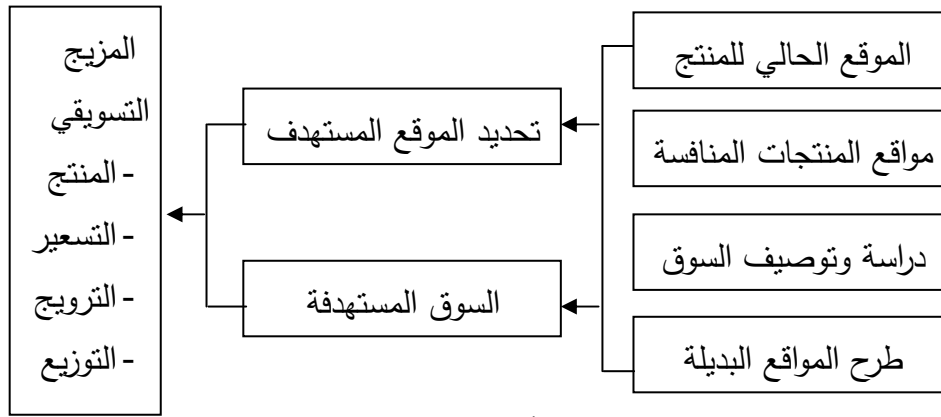 الموقع الحالي للمنتج
مواقع المنتجات المنافسة
دراسة وتوصيف السوق
طرح المواقع البديلة
تحديد الموقع المستهدف
السوق المستهدفة
المزيج
التسويقي
- المنتج
- التسعير
- الترويج
- التوزيع